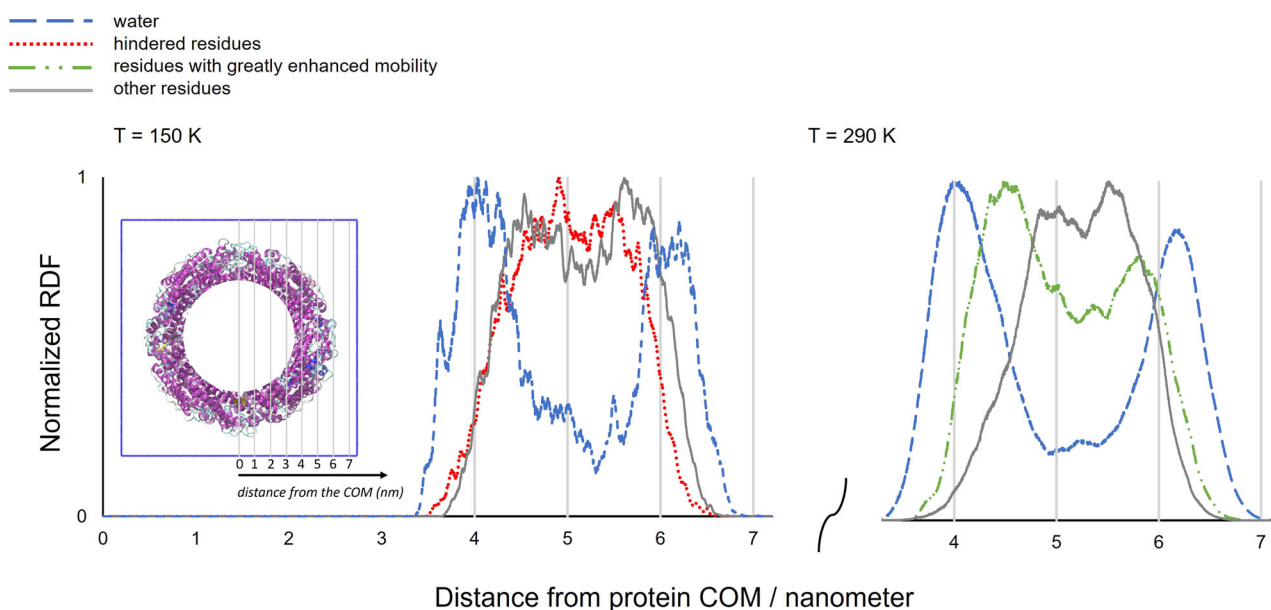 water
hindered residues
residues with greatly enhanced mobility
other residues
T = 150 K
T = 290 K
Normalized RDF
1
0
0 1 2 3 4 5 6 7
distance from the COM (nm)
0 1 2 3 4 5 6 7
4 5 6 7
Distance from protein COM / nanometer